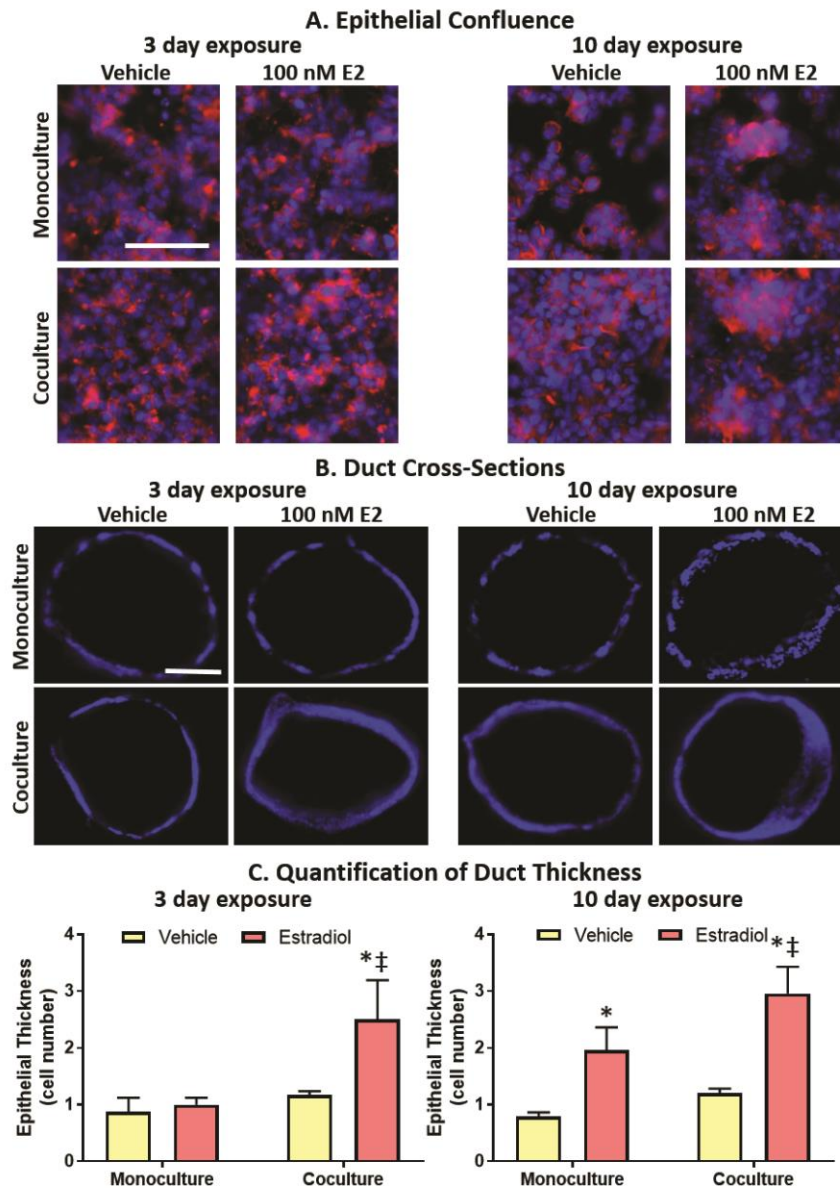 A. Epithelial Confluence
3 day exposure 10 day exposure
Vehicle 100 nM E2 Vehicle 100 nM E2
Monoculture
Coculture
B. Duct Cross-Sections
3 day exposure 10 day exposure
Vehicle 100 nM E2 Vehicle 100 nM E2
Monoculture
Coculture
C. Quantification of Duct Thickness
3 day exposure 10 day exposure
Epithelial Thickness
(cell number)
4
3
2
1
0
Vehicle Estradiol
*‡
Monoculture Coculture
Epithelial Thickness
(cell number)
4
3
2
1
0
Vehicle Estradiol
*‡
*
Monoculture Coculture